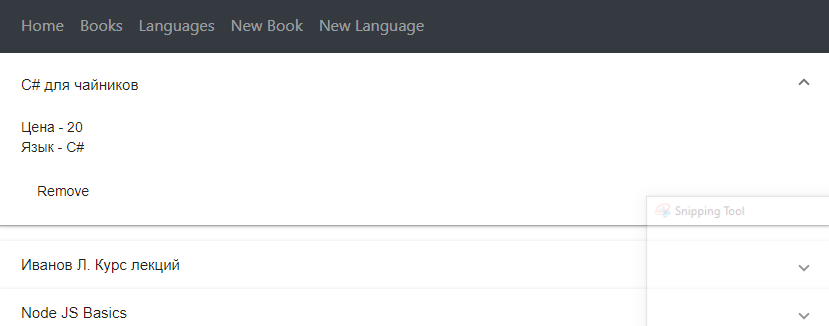 Home Books Languages New Book New Language
C# для чайников
Цена - 20
Язык - C#
Remove
Snipping Tool
Иванов Л. Курс лекций
Node JS Basics